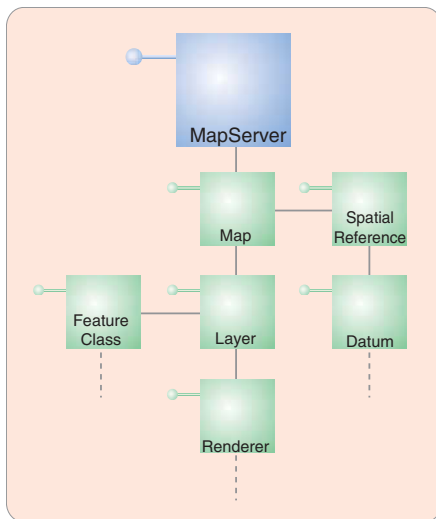 MapServer
Map
Spatial
Reference
Feature
Class
Layer
Datum
Renderer